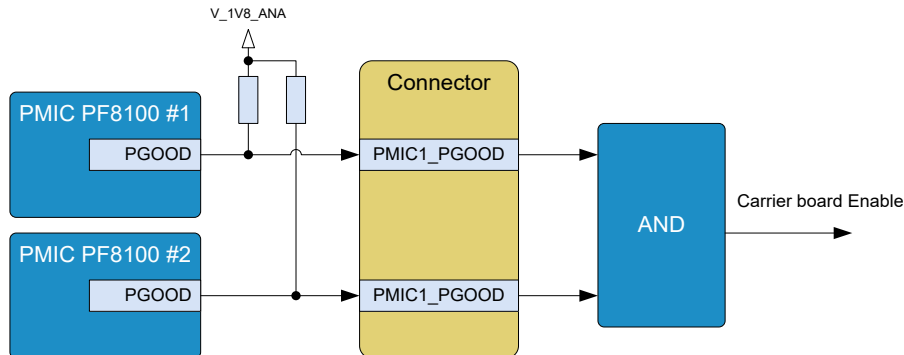 V_1V8_ANA
PMIC PF8100 #1
PGOOD
Connector
PMIC1_PGOOD
AND
Carrier board Enable
PMIC PF8100 #2
PGOOD
PMIC1_PGOOD